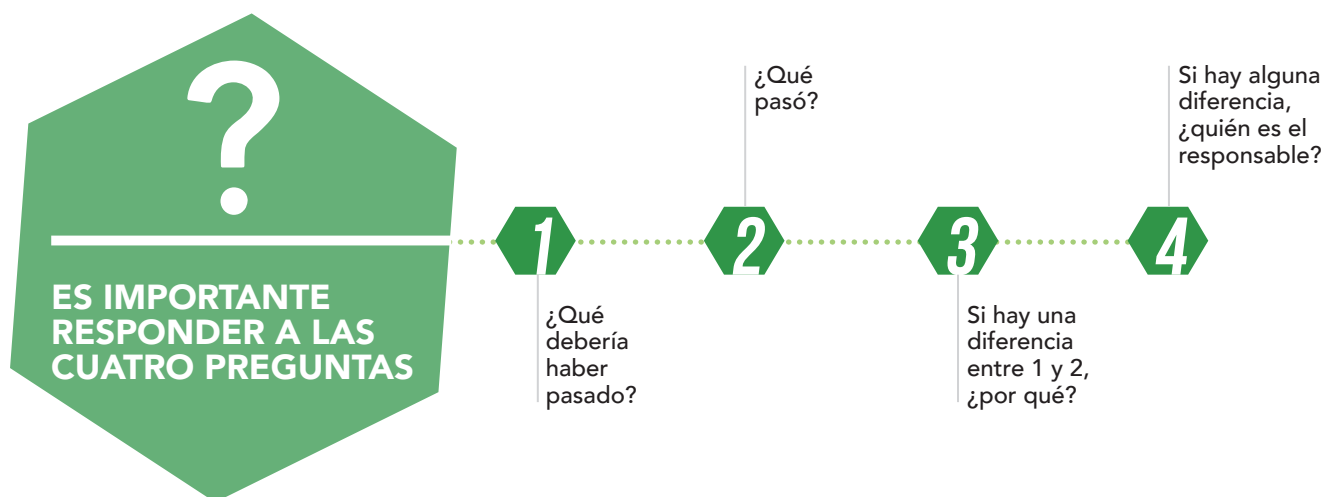 ?
ES IMPORTANTE
RESPONDER A LAS
CUATRO PREGUNTAS
1
¿Qué
debería
haber
pasado?
2
¿Qué
pasó?
3
Si hay una
diferencia
entre 1 y 2,
¿por qué?
4
Si hay alguna
diferencia,
¿quién es el
responsable?